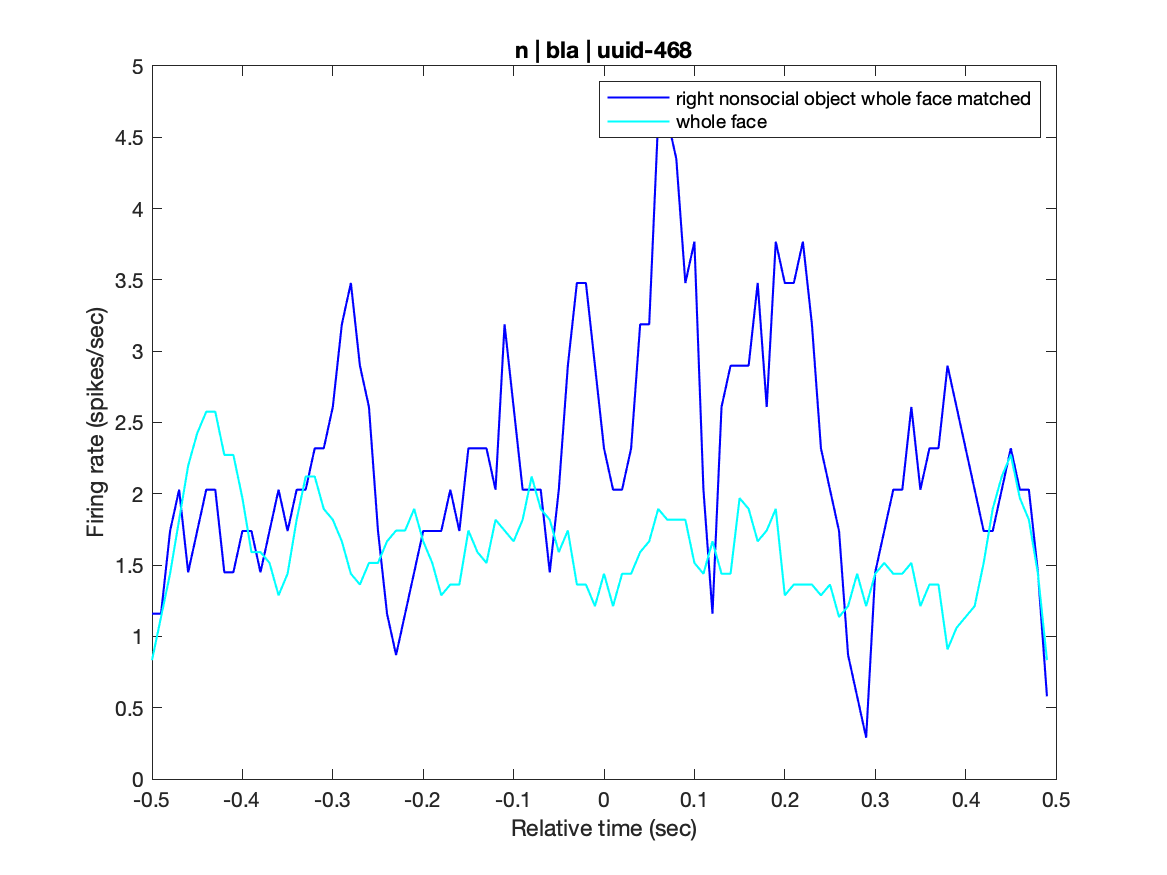 n | bla | uuid-468
5
right nonsocial object whole face matched
whole face
4.5
4
3.5
3
2.5
2
1.5
1
0.5
0
Firing rate (spikes/sec)
-0.5 -0.4 -0.3 -0.2 -0.1 0 0.1 0.2 0.3 0.4 0.5
Relative time (sec)